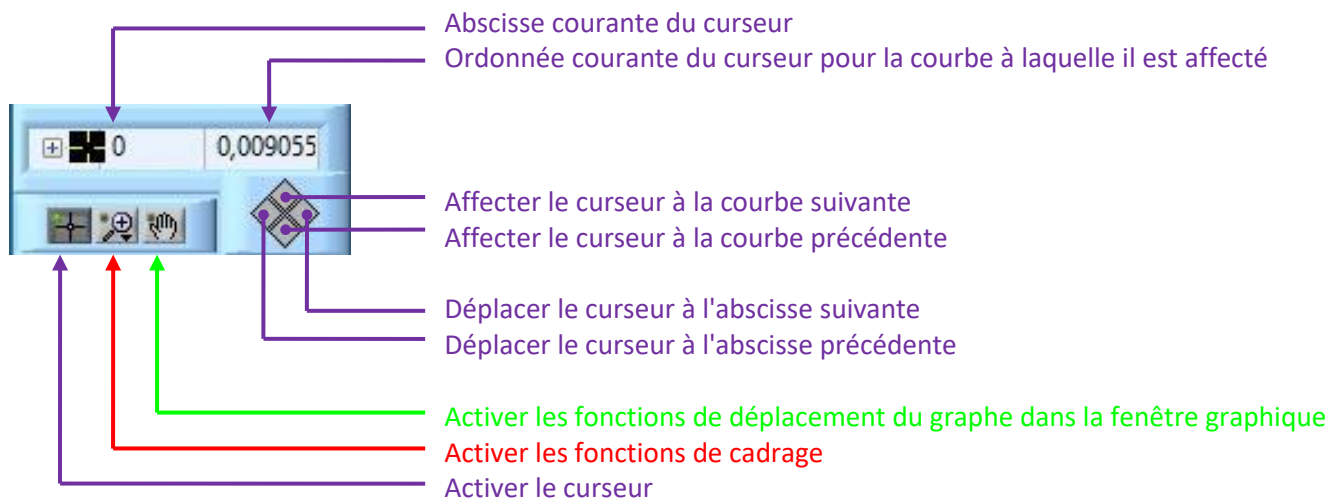 Abscisse courante du curseur
Ordonnée courante du curseur pour la courbe à laquelle il est affecté
0 0,009055
Affecter le curseur à la courbe suivante
Affecter le curseur à la courbe précédente
Déplacer le curseur à l'abscisse suivante
Déplacer le curseur à l'abscisse précédente
Activer les fonctions de déplacement du graphe dans la fenêtre graphique
Activer les fonctions de cadrage
Activer le curseur